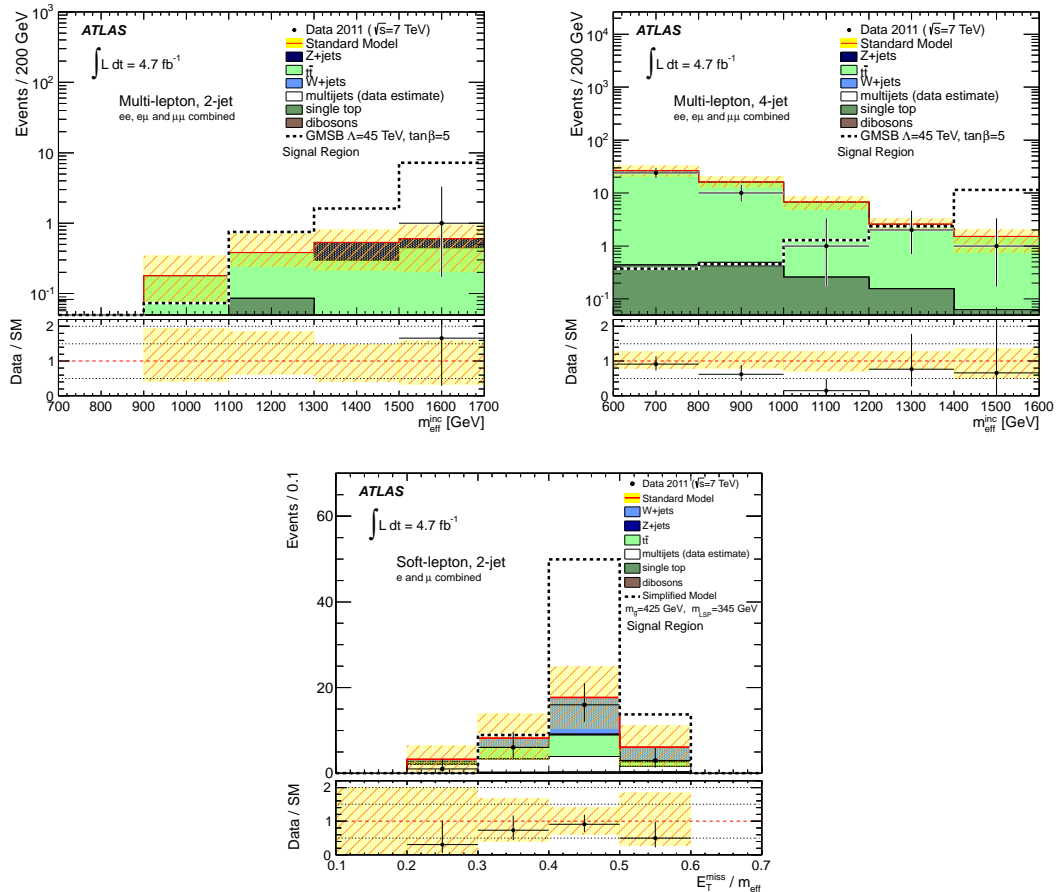 ATLAS
∫ L dt = 4.7 fb⁻¹
Multi-lepton, 2-jet
ee, eμ and μμ combined
Data 2011 (√s=7 TeV)
Standard Model
Z+jets
tt̄
W+jets
multijets (data estimate)
single top
dibosons
GMSB Λ=45 TeV, tanβ=5
Signal Region
Events / 200 GeV
10³
10²
10
1
10⁻¹
Data / SM
2
1
0
700 800 900 1000 1100 1200 1300 1400 1500 1600 1700
m_eff^inc [GeV]
ATLAS
∫ L dt = 4.7 fb⁻¹
Multi-lepton, 4-jet
ee, eμ and μμ combined
Data 2011 (√s=7 TeV)
Standard Model
Z+jets
tt̄
W+jets
multijets (data estimate)
single top
dibosons
GMSB Λ=45 TeV, tanβ=5
Signal Region
Events / 200 GeV
10⁴
10³
10²
10
1
10⁻¹
Data / SM
2
1
0
600 700 800 900 1000 1100 1200 1300 1400 1500 1600
m_eff^inc [GeV]
ATLAS
∫ L dt = 4.7 fb⁻¹
Soft-lepton, 2-jet
e and μ combined
Data 2011 (√s=7 TeV)
Standard Model
W+jets
Z+jets
tt̄
multijets (data estimate)
single top
dibosons
Simplified Model
m_g̃=425 GeV, m_LSP=345 GeV
Signal Region
Events / 0.1
60
40
20
0
Data / SM
2
1
0
0.1 0.2 0.3 0.4 0.5 0.6 0.7
E_T^miss / m_eff